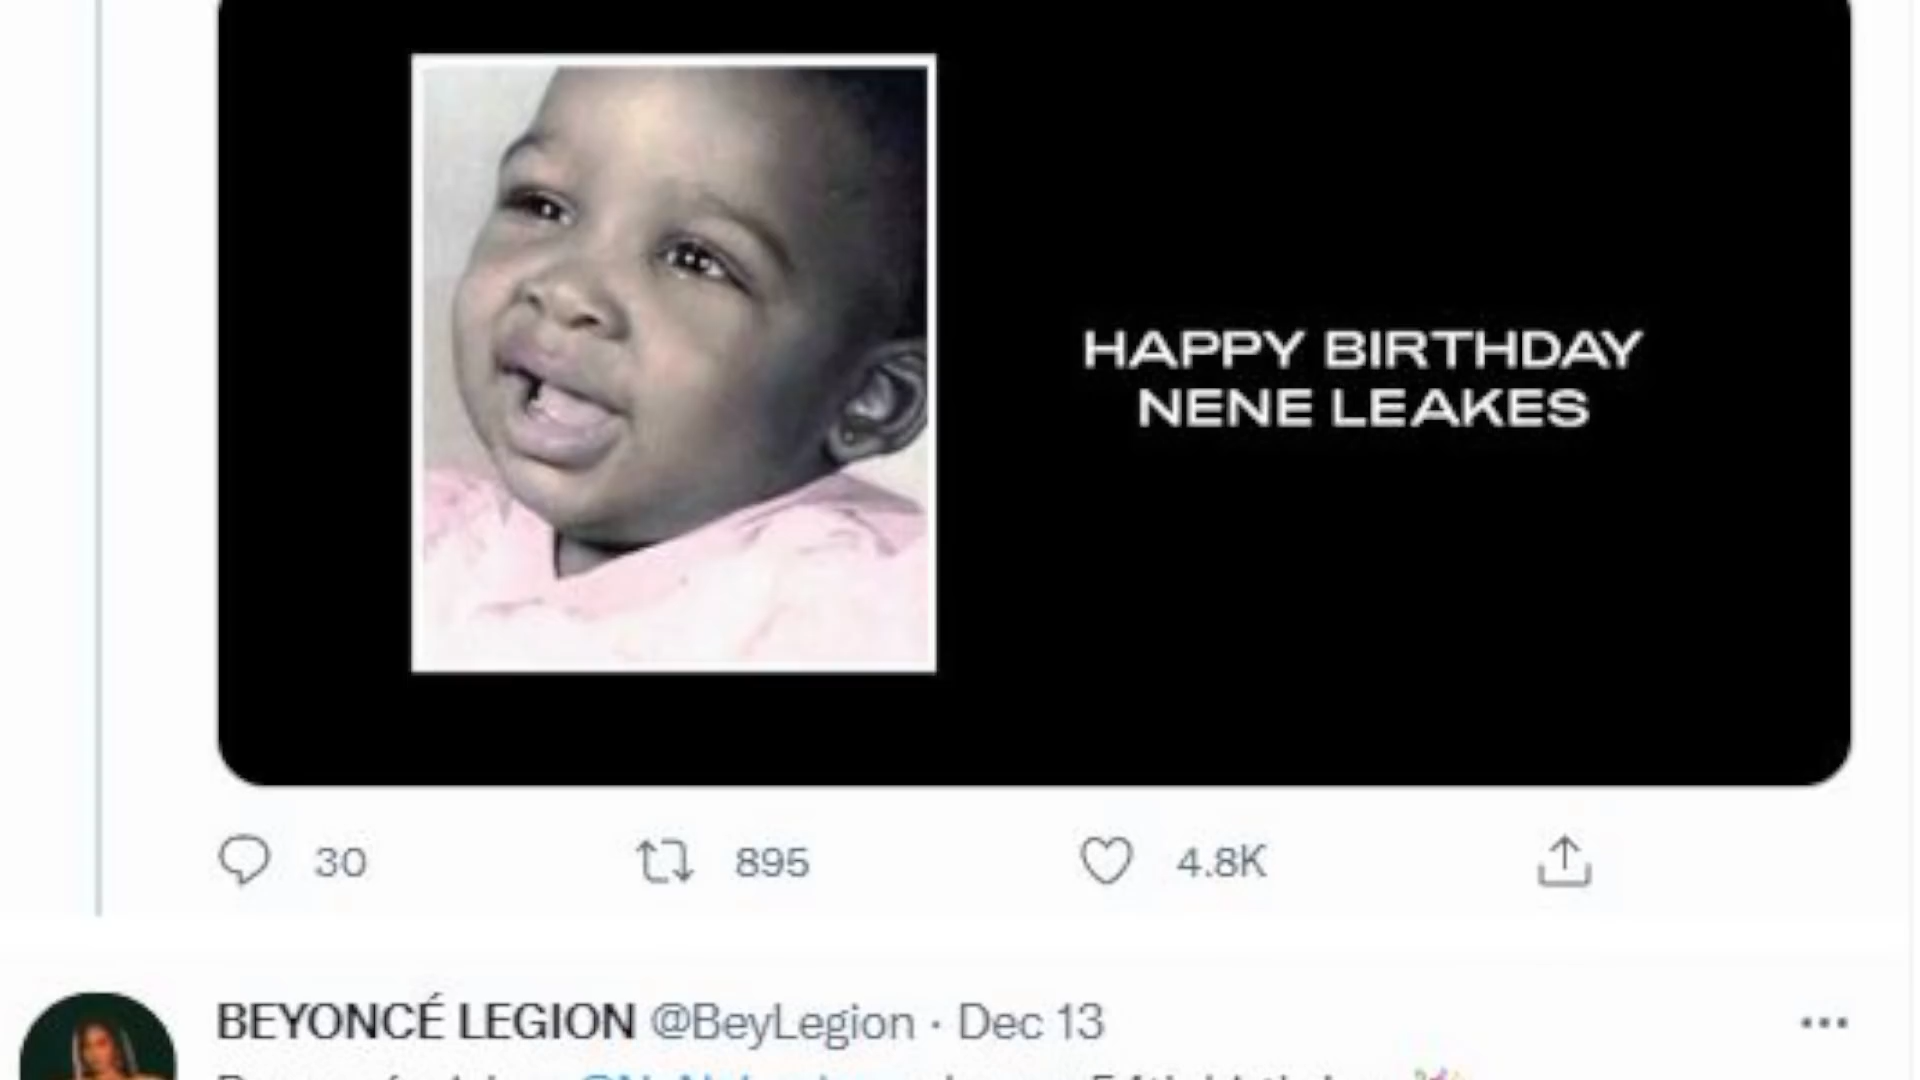 HAPPY BIRTHDAY
NENE LEAKES
30 895 4.8K
BEYONCÉ LEGION @BeyLegion · Dec 13